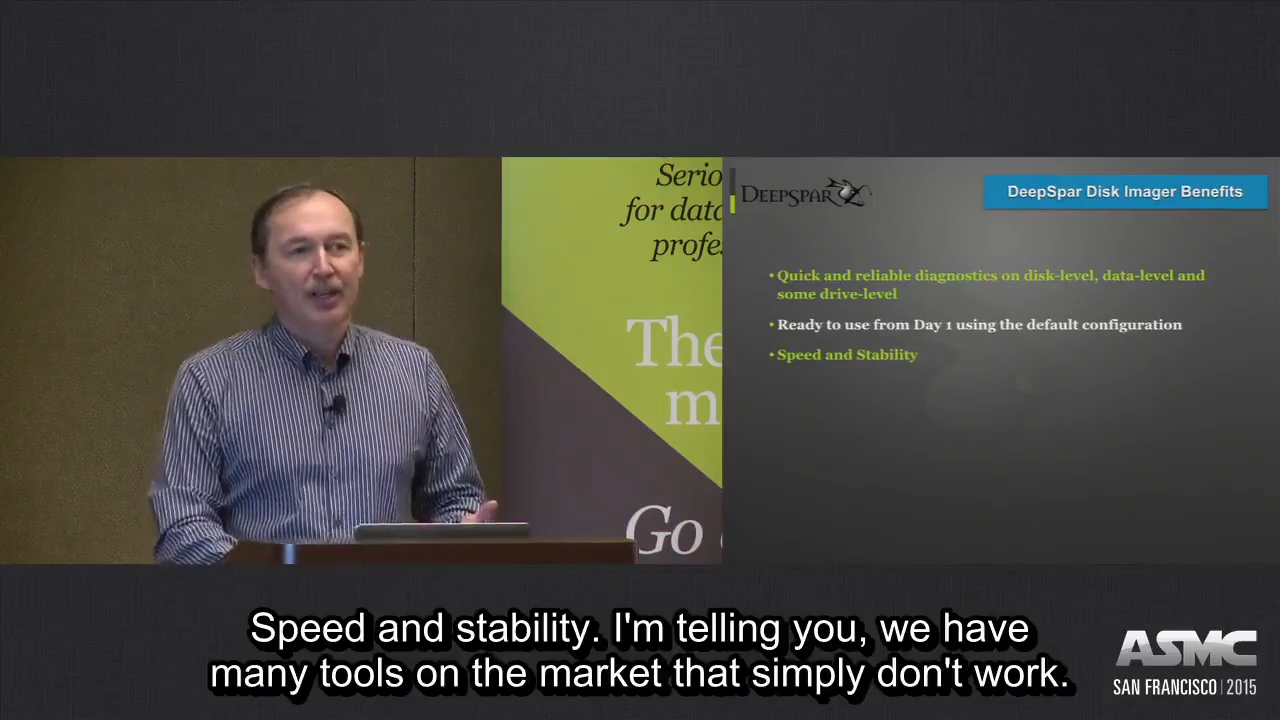 Serio
for data
profes
The
m
Go
DEEPSPAR
DeepSpar Disk Imager Benefits
• Quick and reliable diagnostics on disk-level, data-level and
some drive-level
• Ready to use from Day 1 using the default configuration
• Speed and Stability
Speed and stability. I'm telling you, we have
many tools on the market that simply don't work.
ASMC
SAN FRANCISCO | 2015